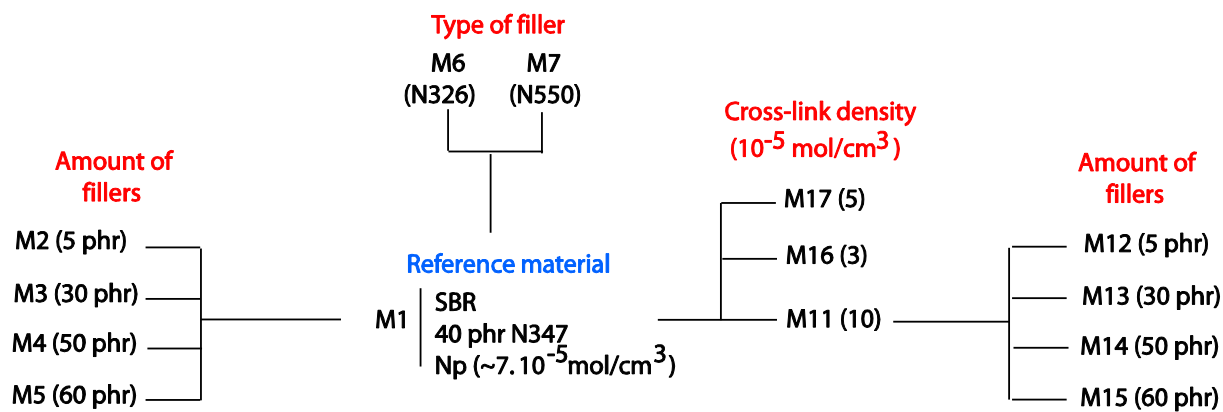 Type of filler
M6
(N326)
M7
(N550)
Amount of
fillers
M2 (5 phr)
M3 (30 phr)
M4 (50 phr)
M5 (60 phr)
Reference material
M1
SBR
40 phr N347
Np (~7. 10⁻⁵mol/cm³)
Cross-link density
(10⁻⁵ mol/cm³ )
M17 (5)
M16 (3)
M11 (10)
Amount of
fillers
M12 (5 phr)
M13 (30 phr)
M14 (50 phr)
M15 (60 phr)